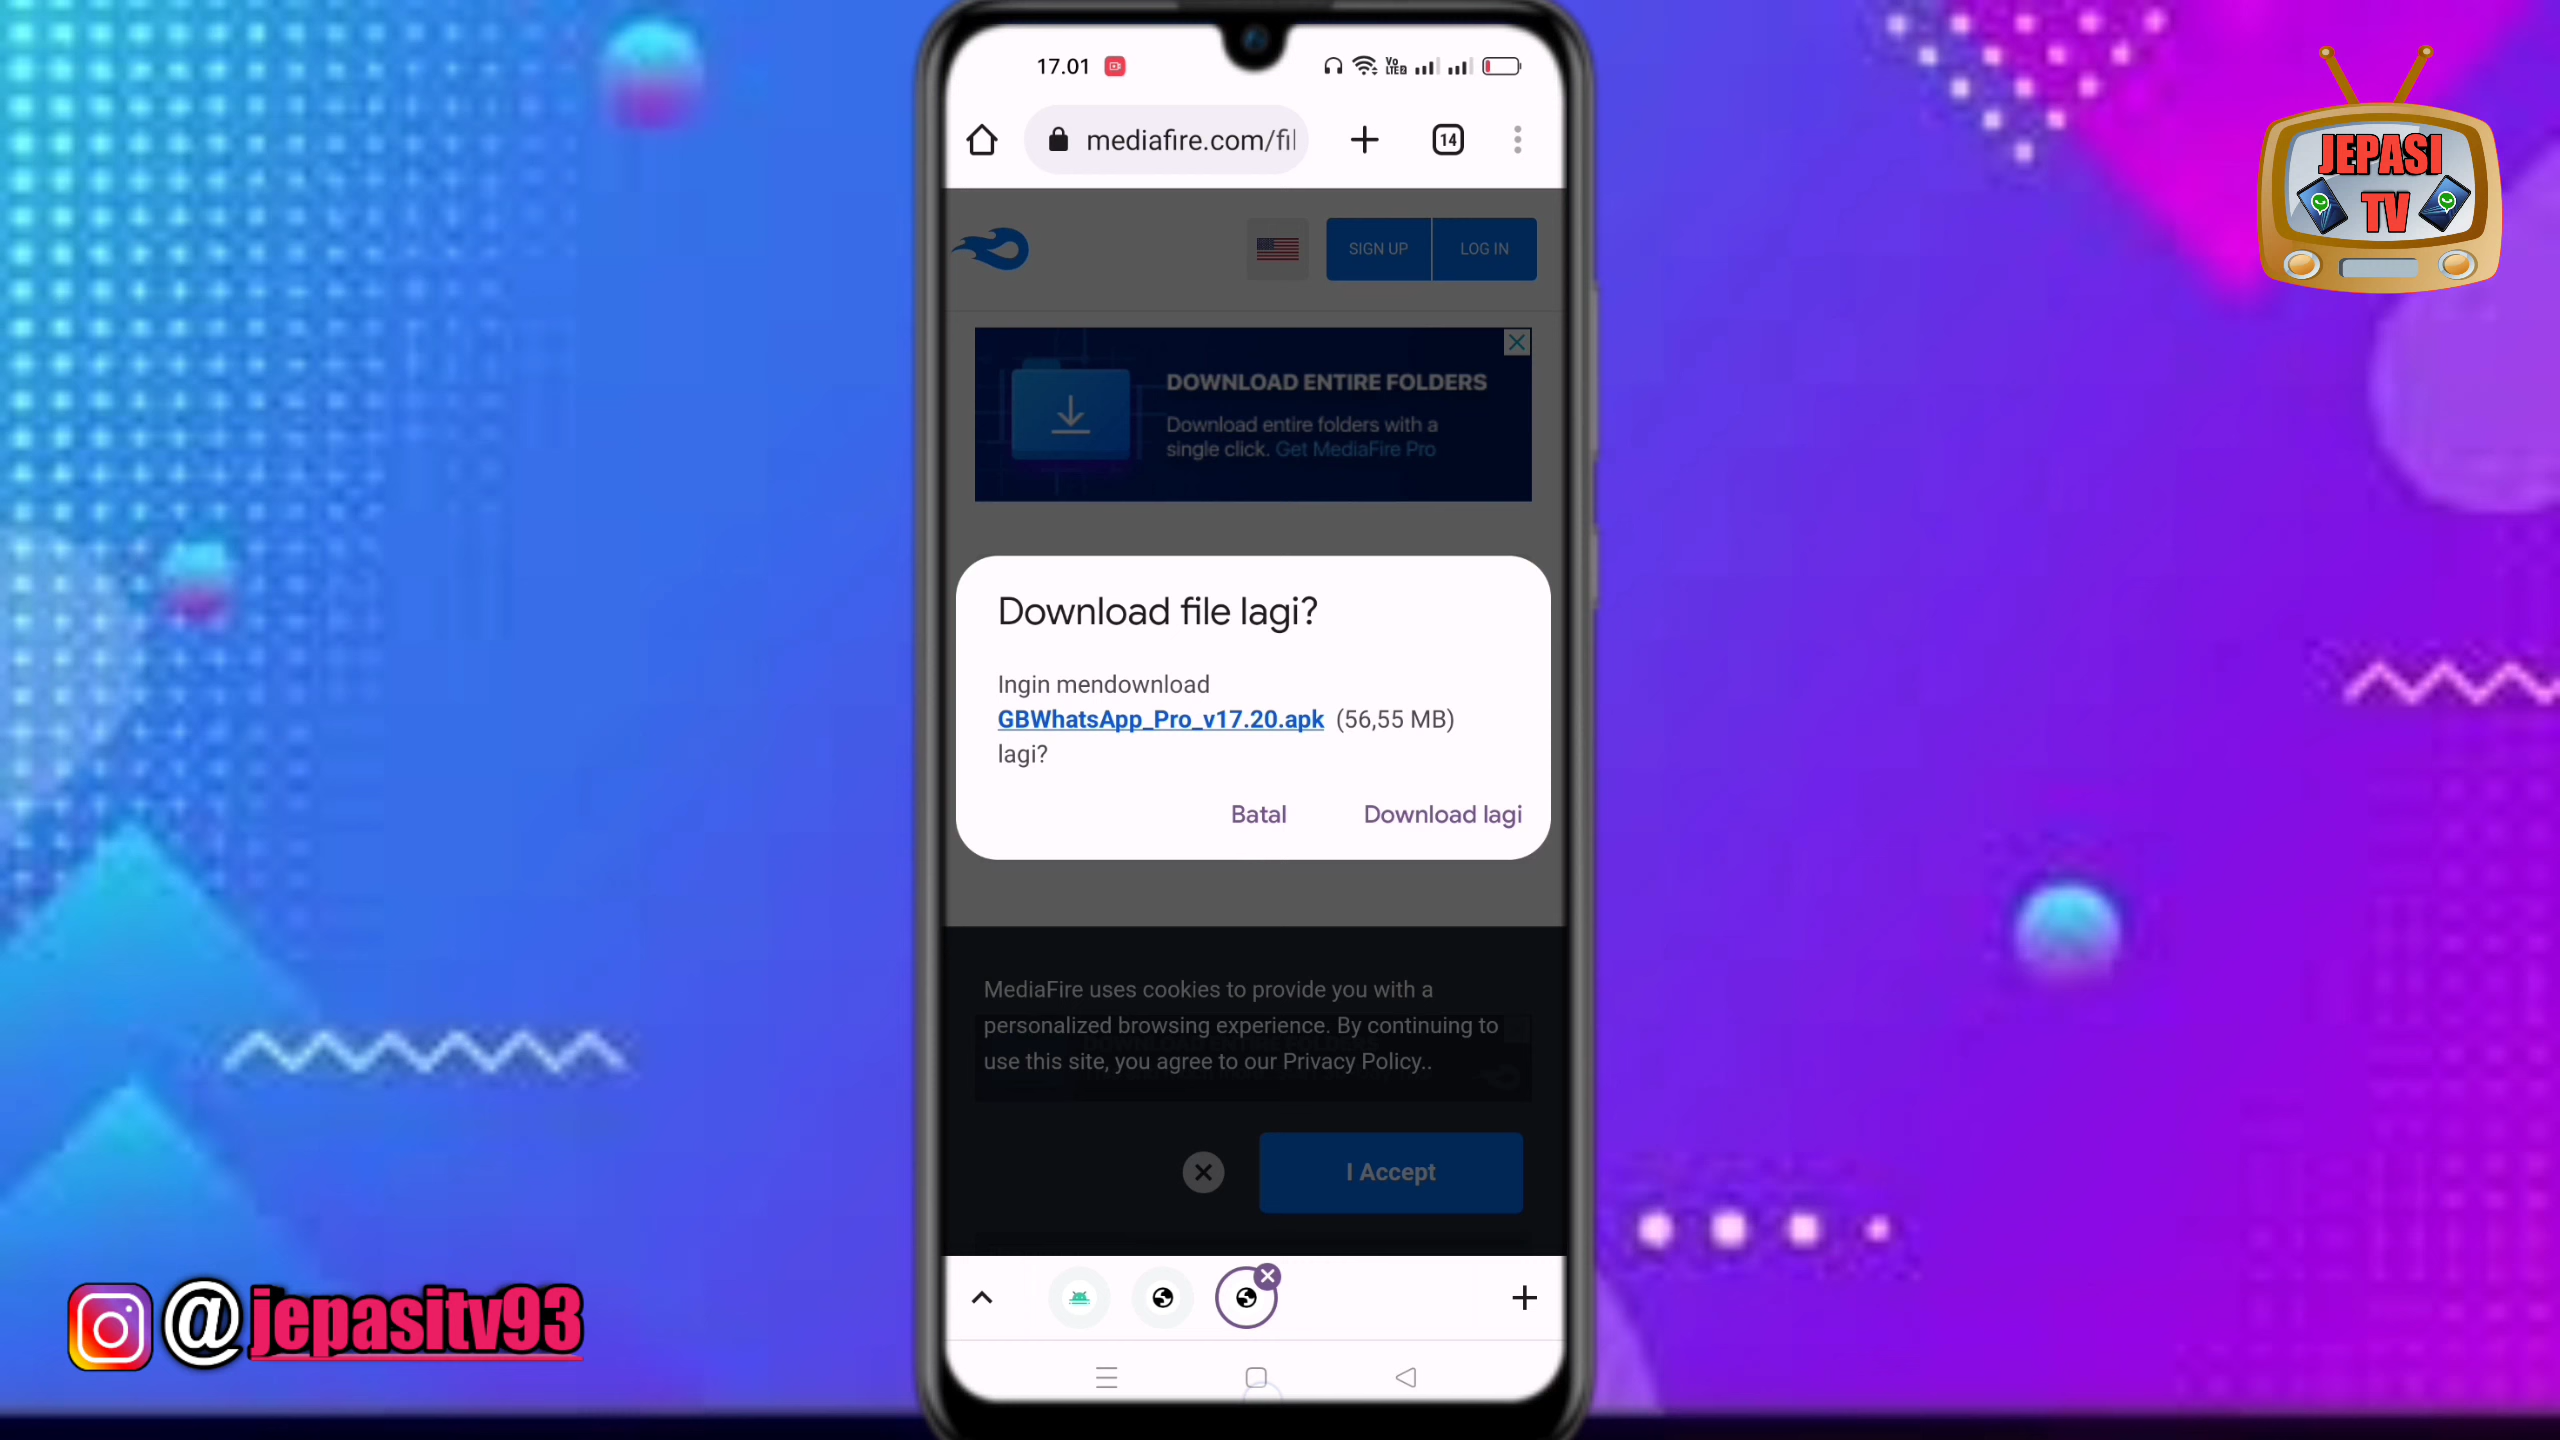 17.01
Vo
LTE2
mediafire.com/fil
14
JEPASI
TV
SIGN UP
LOG IN
DOWNLOAD ENTIRE FOLDERS
Download entire folders with a
single click. Get MediaFire Pro
Download file lagi?
Ingin mendownload
GBWhatsApp_Pro_v17.20.apk (56,55 MB)
lagi?
Batal
Download lagi
MediaFire uses cookies to provide you with a
personalized browsing experience. By continuing to
use this site, you agree to our Privacy Policy..
I Accept
@jepasitv93